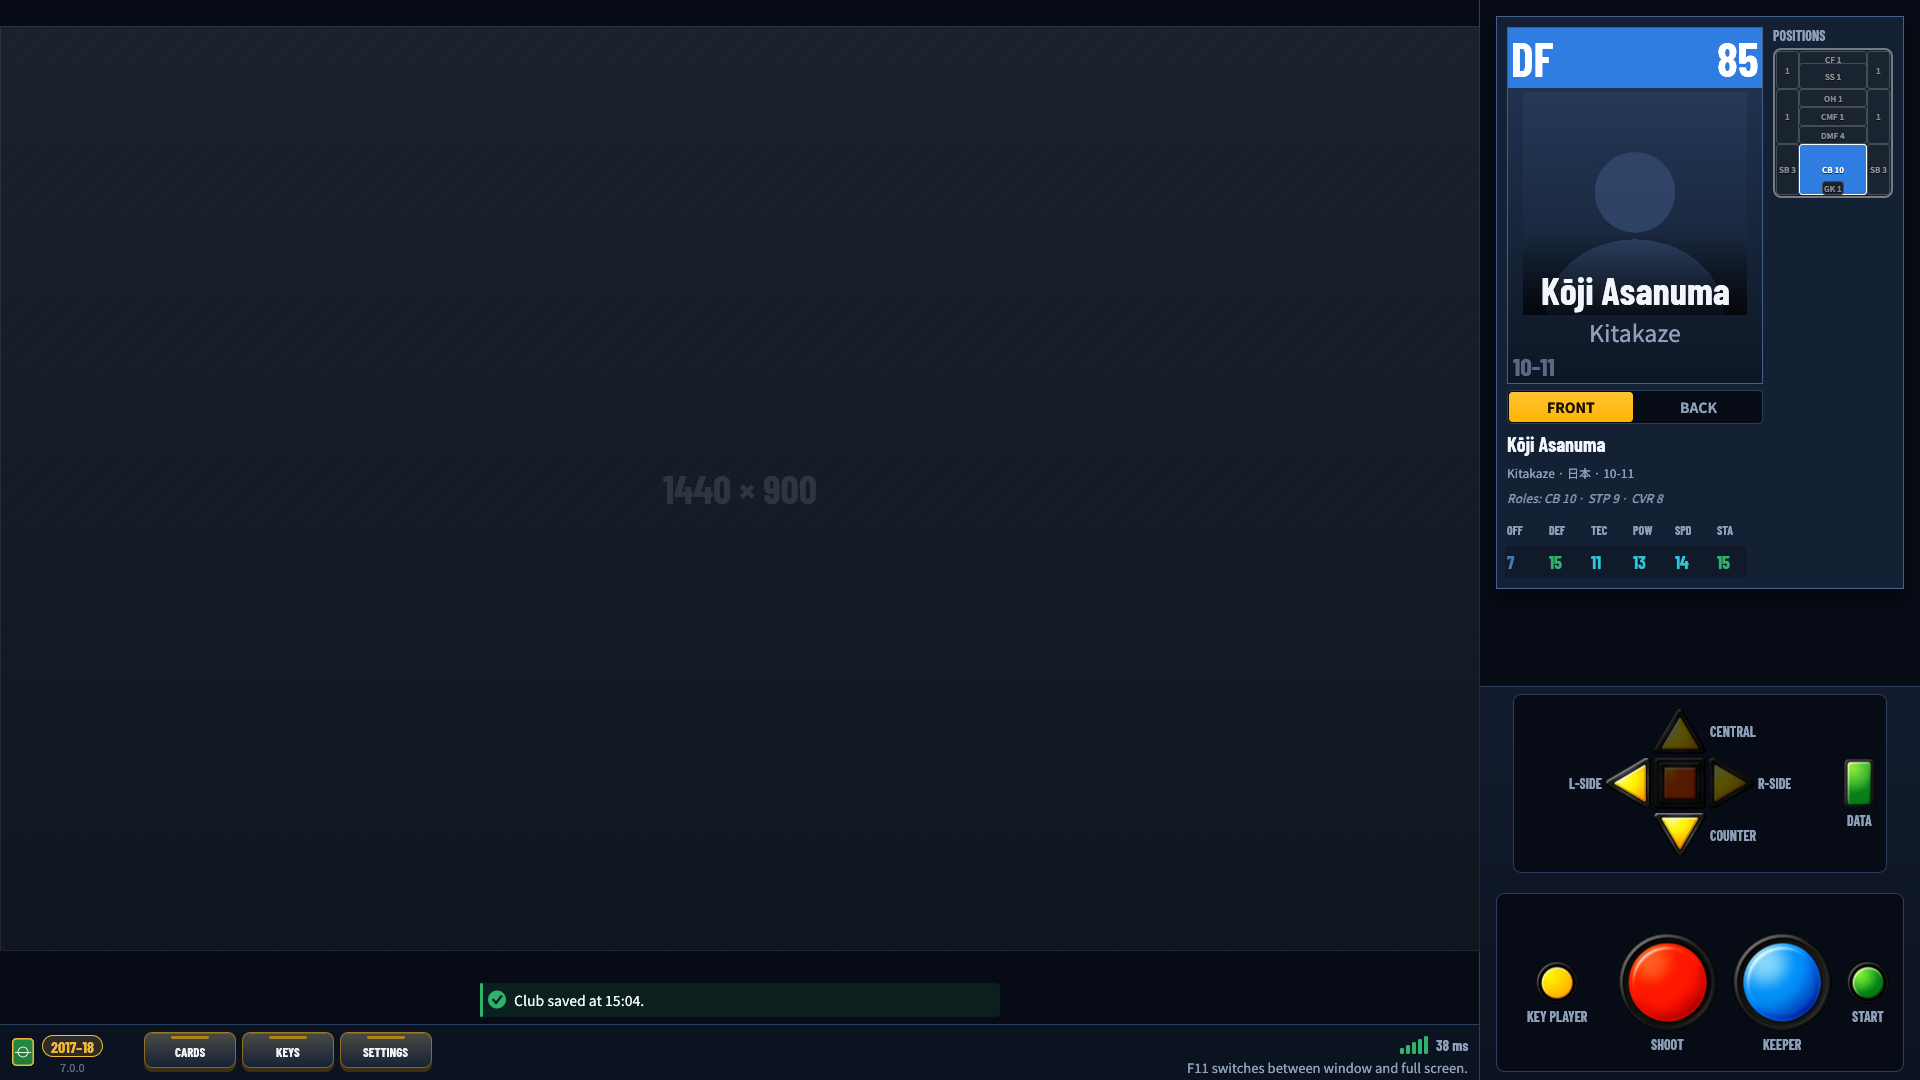 1440 × 900
Club saved at 15:04.
2017-18
7.0.0
CARDS
KEYS
SETTINGS
38 ms
F11 switches between window and full screen.
DF 85
Kōji Asanuma
Kitakaze
10-11
POSITIONS
1 CF 1 1
SS 1
OH 1
1 CMF 1 1
DMF 4
SB 3 CB 10 SB 3
GK 1
FRONT BACK
Kōji Asanuma
Kitakaze · 日本 · 10-11
Roles: CB 10 · STP 9 · CVR 8
OFF DEF TEC POW SPD STA
7 15 11 13 14 15
CENTRAL
L-SIDE R-SIDE
COUNTER
DATA
KEY PLAYER
SHOOT
KEEPER
START